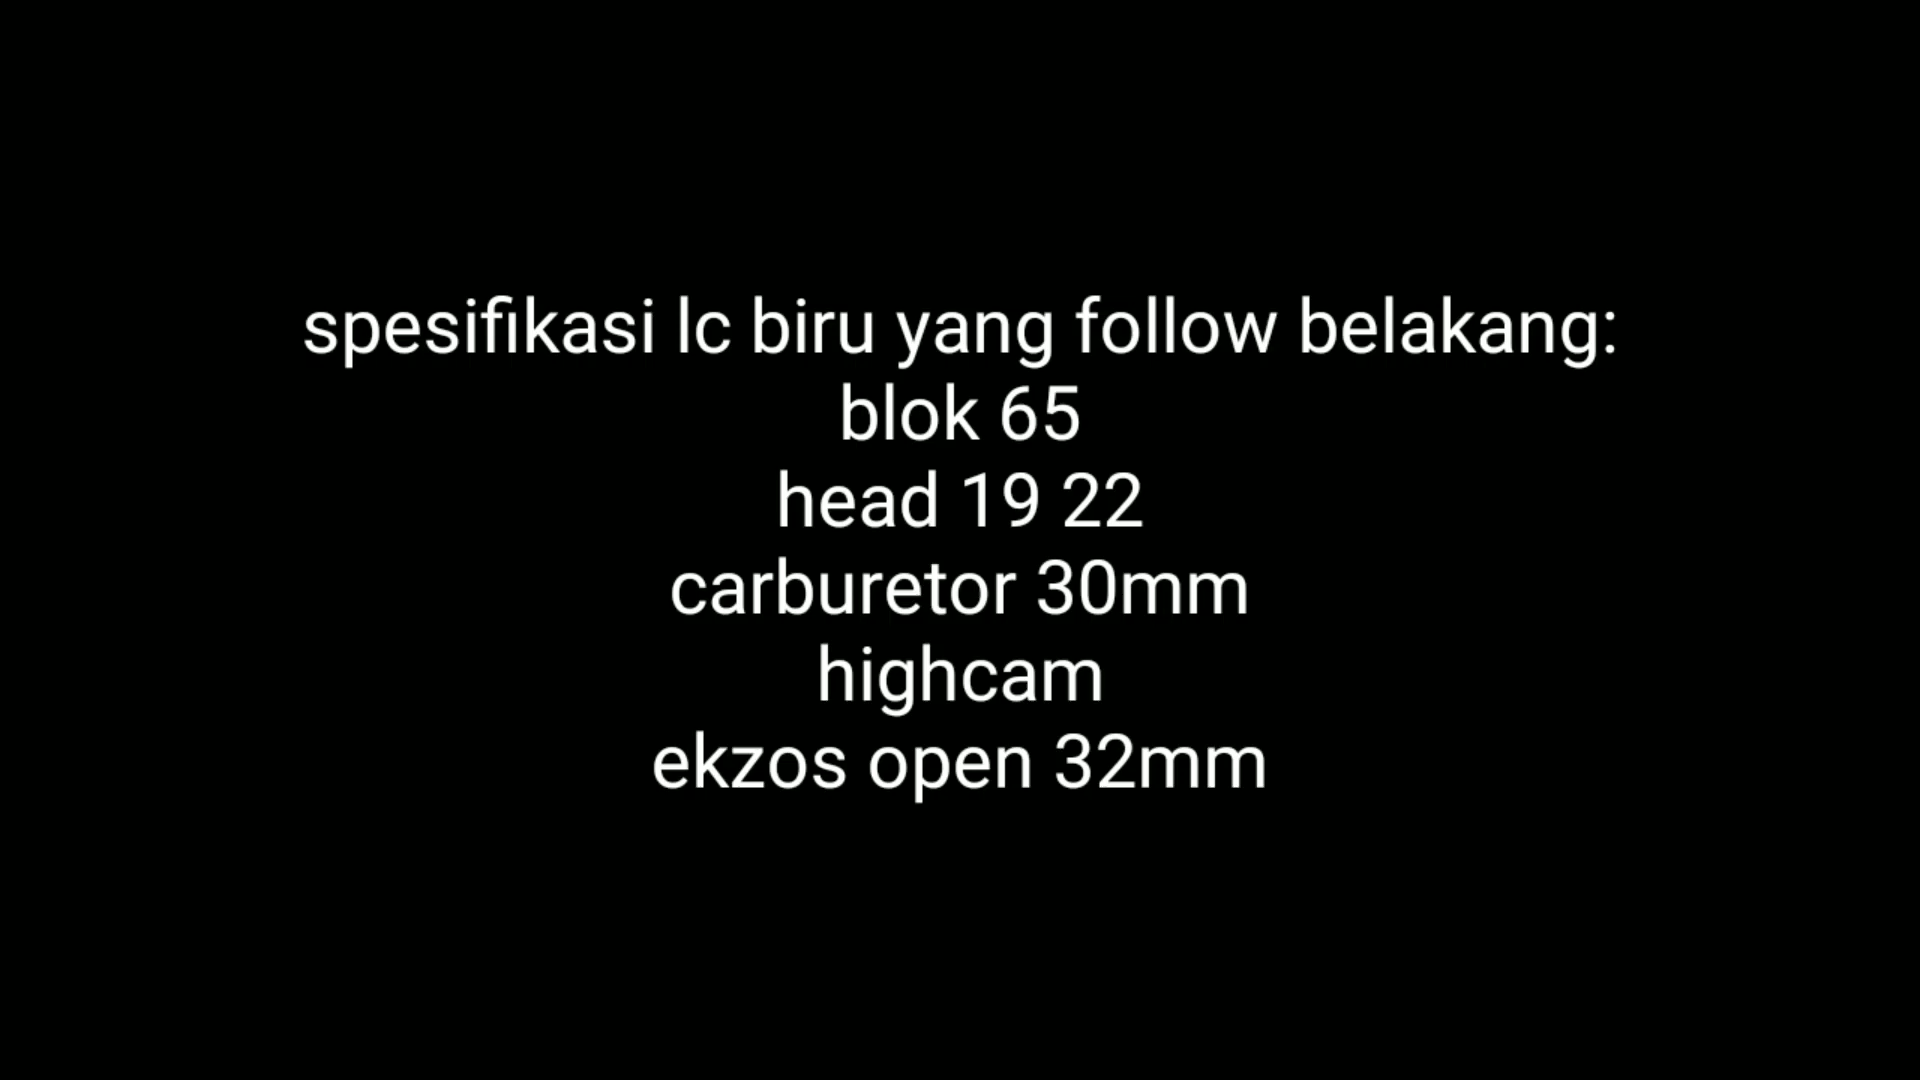 spesifikasi lc biru yang follow belakang:
blok 65
head 19 22
carburetor 30mm
highcam
ekzos open 32mm